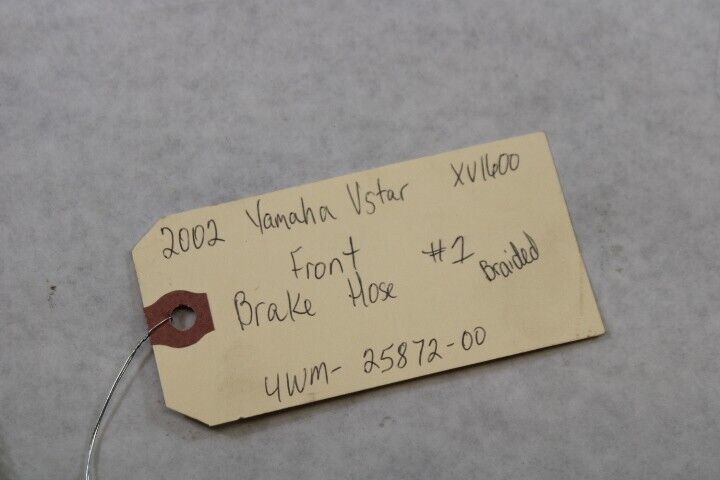 2002 Yamaha Vstar XV1600
Front #1
Brake Hose Braided
4WM-25872-00